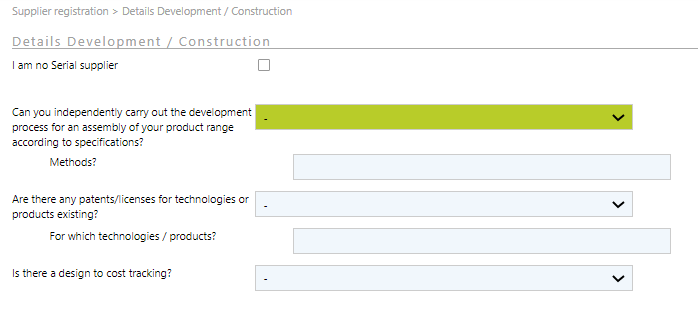 Supplier registration > Details Development / Construction
Details Development / Construction
I am no Serial supplier
Can you independently carry out the development
process for an assembly of your product range
according to specifications?
-
Methods?
Are there any patents/licenses for technologies or
products existing?
-
For which technologies / products?
Is there a design to cost tracking?
-